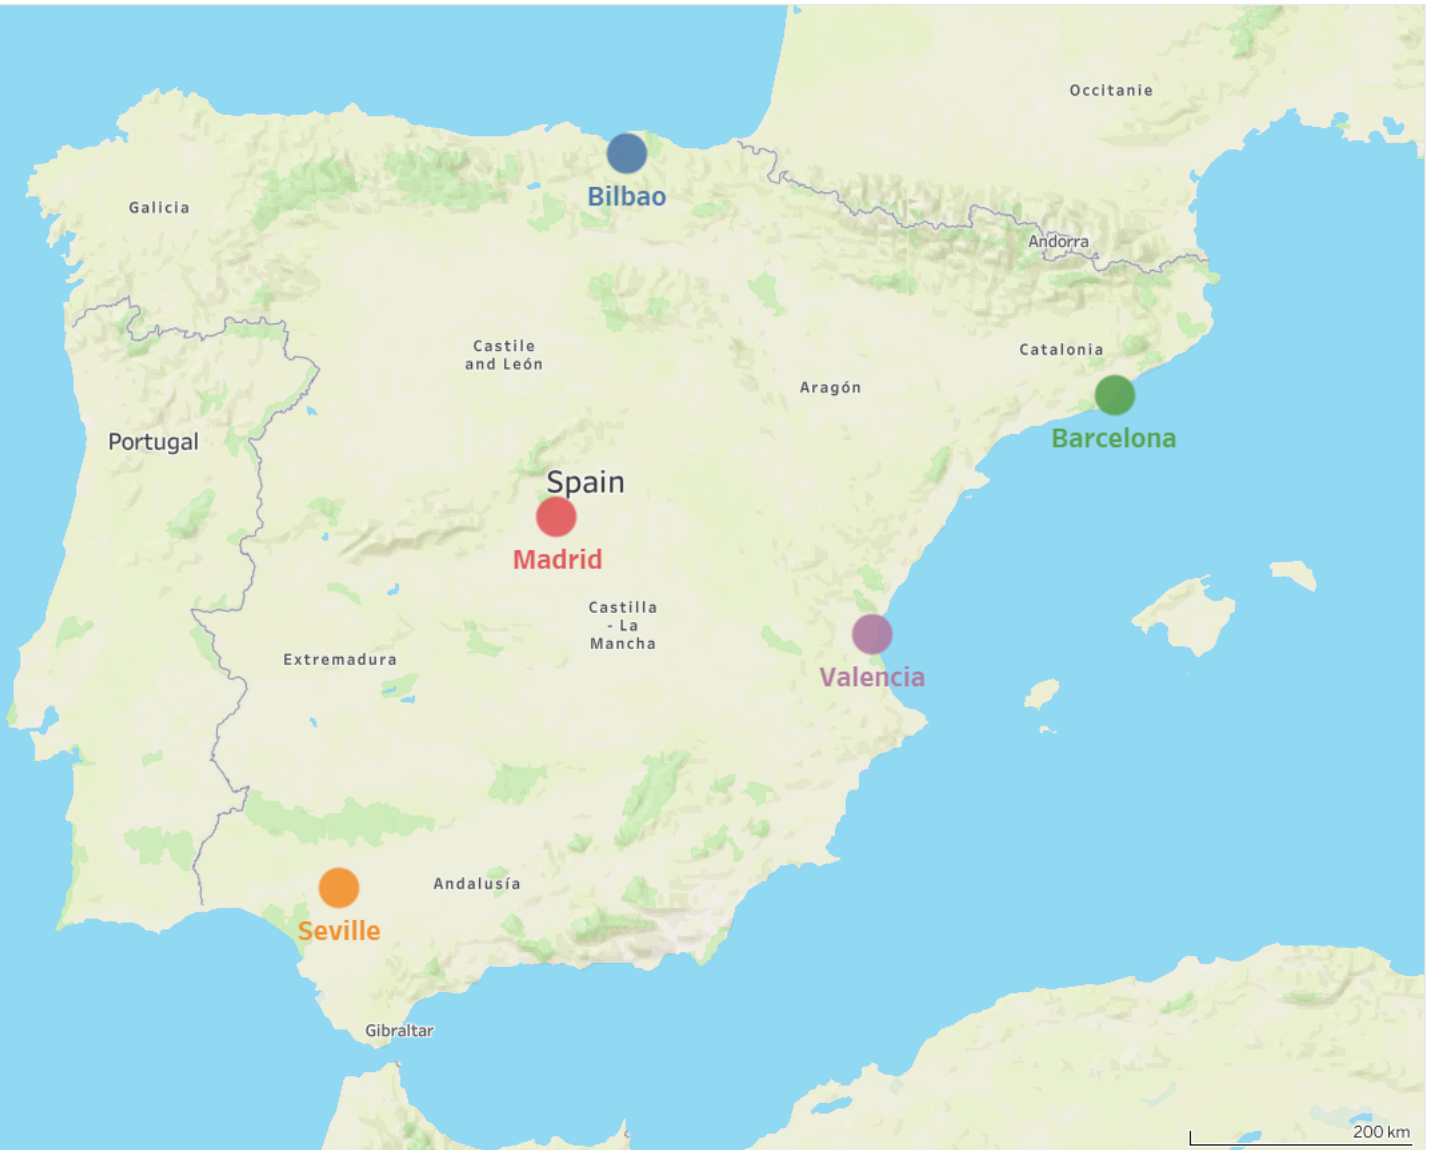 Occitanie
Bilbao
Galicia
Andorra
Castile
and León
Catalonia
Aragón
Barcelona
Portugal
Spain
Madrid
Castilla
- La
Mancha
Extremadura
Valencia
Andalusía
Seville
Gibraltar
200 km